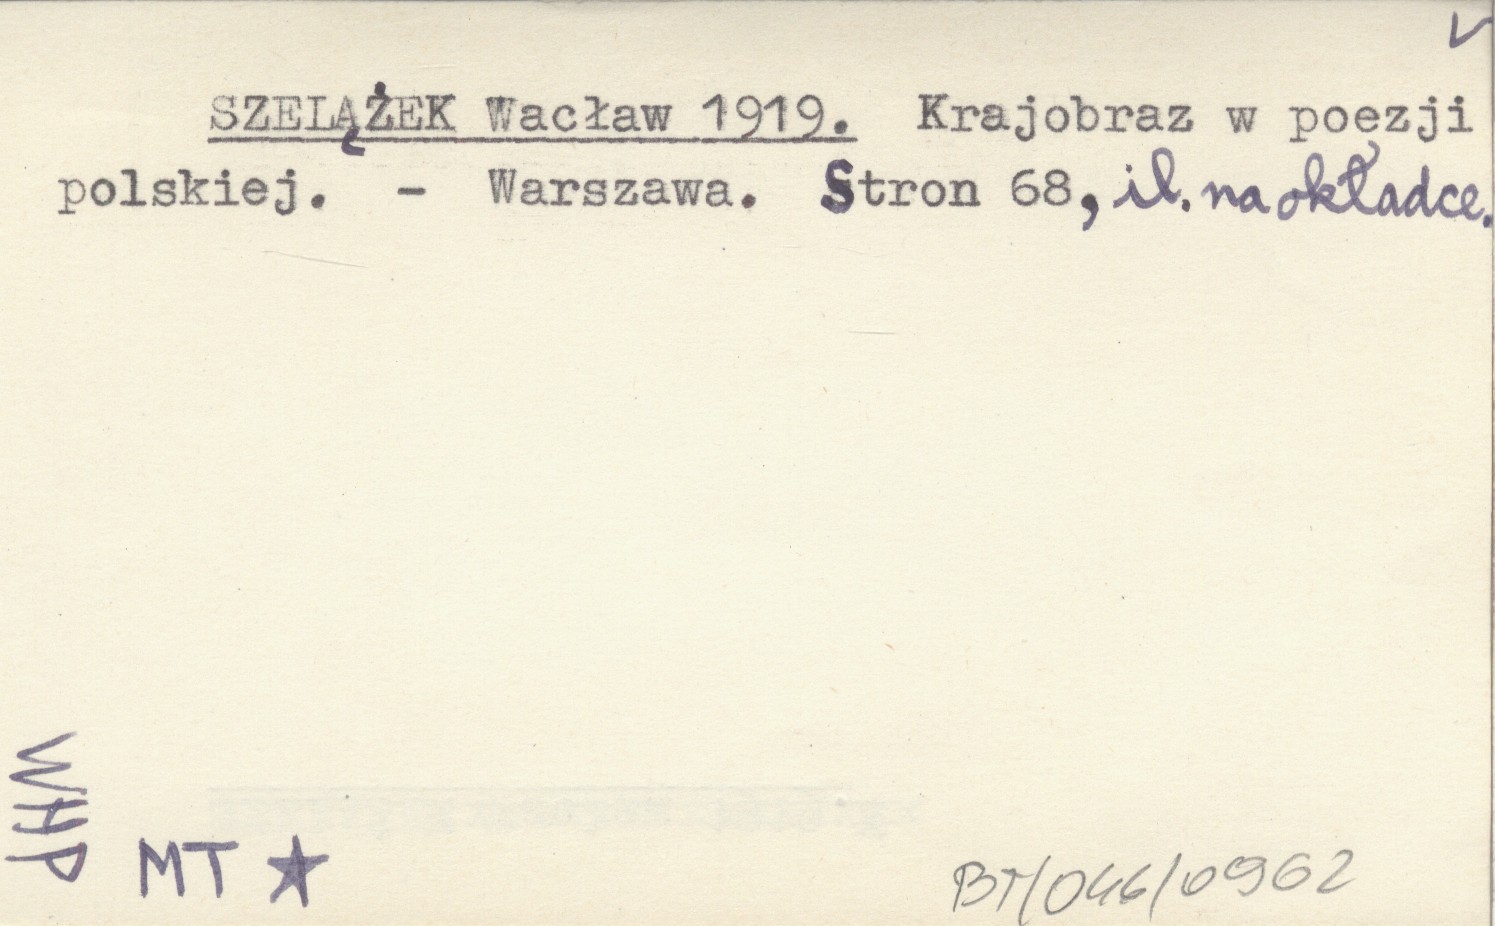 SZELĄŻEK Wacław 1919. Krajobraz w poezji
polskiej. - Warszawa. Stron 68, il. na okładce.
WHP
MT ★
BT/046/0962